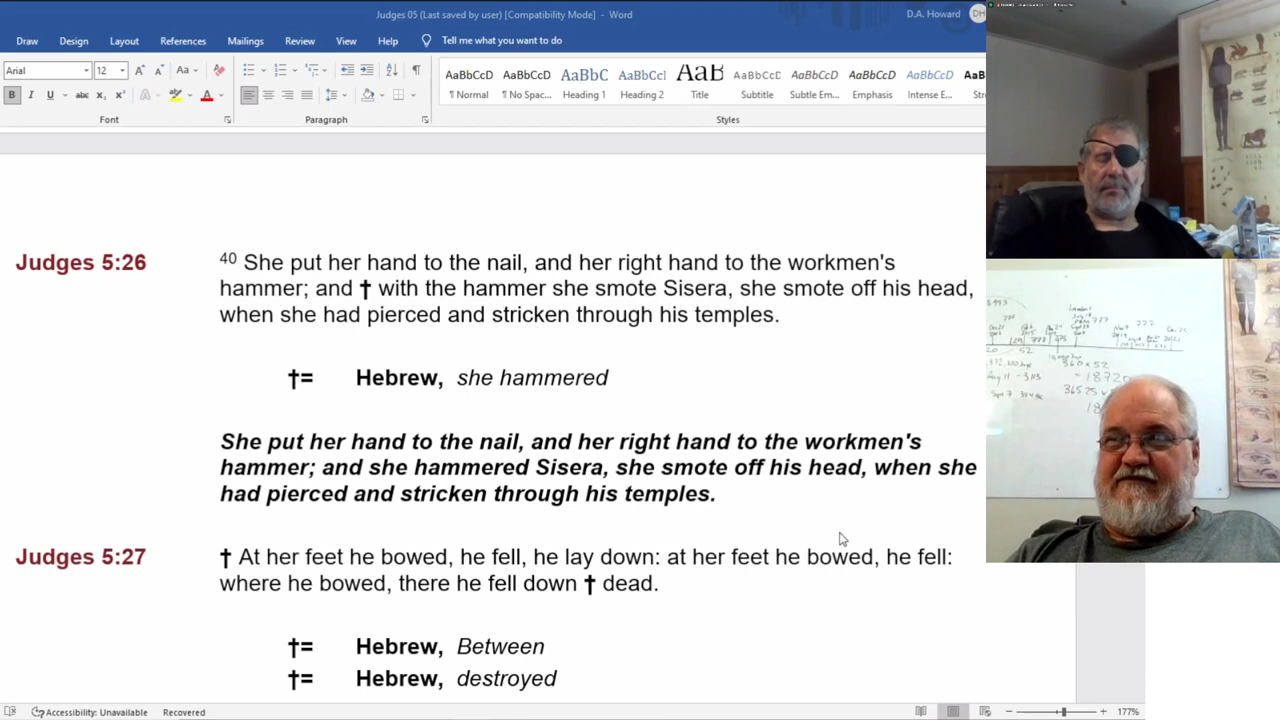 Judges 05 (Last saved by user) [Compatibility Mode] - Word
D.A. Howard
DH
Draw Design Layout References Mailings Review View Help Tell me what you want to do
Arial 12
AaBbCcD AaBbCcD AaBbC AaBbCcI AaB AaBbCcD AaBbCcD AaBbCcD AaBbCcD
¶ Normal ¶ No Spac... Heading 1 Heading 2 Title Subtitle Subtle Em... Emphasis Intense E...
Font Paragraph Styles
Judges 5:26 40 She put her hand to the nail, and her right hand to the workmen's
hammer; and † with the hammer she smote Sisera, she smote off his head,
when she had pierced and stricken through his temples.
†= Hebrew, she hammered
She put her hand to the nail, and her right hand to the workmen's
hammer; and she hammered Sisera, she smote off his head, when she
had pierced and stricken through his temples.
Judges 5:27 † At her feet he bowed, he fell, he lay down: at her feet he bowed, he fell:
where he bowed, there he fell down † dead.
†= Hebrew, Between
†= Hebrew, destroyed
Accessibility: Unavailable Recovered 177%
777
777
360 x 52
18720